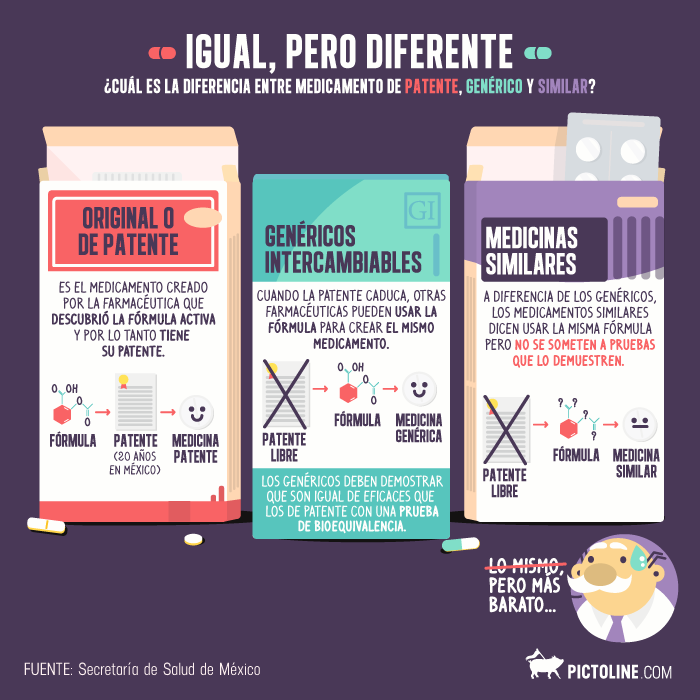 IGUAL, PERO DIFERENTE
¿CUÁL ES LA DIFERENCIA ENTRE MEDICAMENTO DE PATENTE, GENÉRICO Y SIMILAR?
ORIGINAL O
DE PATENTE
ES EL MEDICAMENTO CREADO
POR LA FARMACÉUTICA QUE
DESCUBRIÓ LA FÓRMULA ACTIVA
Y POR LO TANTO TIENE
SU PATENTE.
O OH
O
O
FÓRMULA
PATENTE
(20 AÑOS
EN MÉXICO)
MEDICINA
PATENTE
GI
GENÉRICOS
INTERCAMBIABLES
CUANDO LA PATENTE CADUCA, OTRAS
FARMACÉUTICAS PUEDEN USAR LA
FÓRMULA PARA CREAR EL MISMO
MEDICAMENTO.
PATENTE
LIBRE
O OH
O
O
FÓRMULA
MEDICINA
GENÉRICA
LOS GENÉRICOS DEBEN DEMOSTRAR
QUE SON IGUAL DE EFICACES QUE
LOS DE PATENTE CON UNA PRUEBA
DE BIOEQUIVALENCIA.
MEDICINAS
SIMILARES
A DIFERENCIA DE LOS GENÉRICOS,
LOS MEDICAMENTOS SIMILARES
DICEN USAR LA MISMA FÓRMULA
PERO NO SE SOMETEN A PRUEBAS
QUE LO DEMUESTREN.
PATENTE
LIBRE
? ?
?
?
FÓRMULA
MEDICINA
SIMILAR
LO MISMO,
PERO MÁS
BARATO...
FUENTE: Secretaría de Salud de México
PICTOLINE.COM